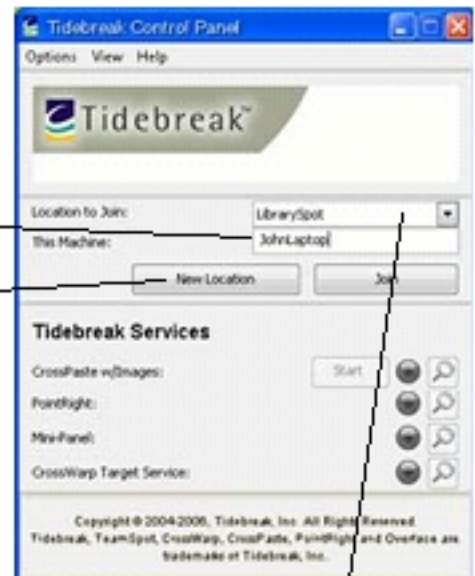 Tidebreak Control Panel
Options View Help
Tidebreak™
Location to Join: LibrarySpot
This Machine: JohnLaptop
New Location Join
Tidebreak Services
CrossPaste w/Images: Start
PointRight:
Mini-Panel:
CrossWarp Target Service:
Copyright © 2004-2006, Tidebreak, Inc. All Rights Reserved.
Tidebreak, TeamSpot, CrossWarp, CrossPaste, PointRight and Overface are
trademarks of Tidebreak, Inc.